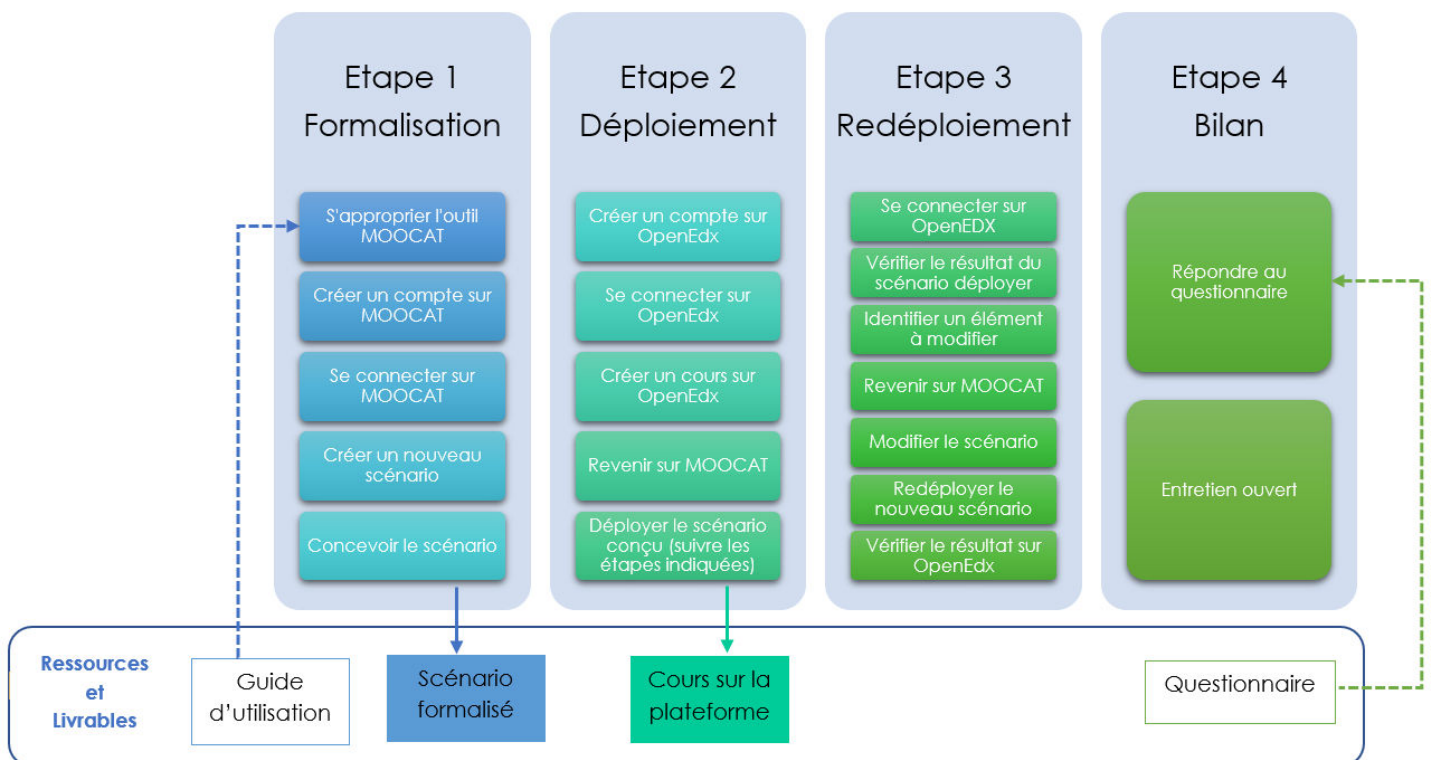 Etape 1
Formalisation
S'approprier l'outil
MOOCAT
Créer un compte sur
MOOCAT
Se connecter sur
MOOCAT
Créer un nouveau
scénario
Concevoir le scénario
Etape 2
Déploiement
Créer un compte sur
OpenEdx
Se connecter sur
OpenEdx
Créer un cours sur
OpenEdx
Revenir sur MOOCAT
Déployer le scénario
conçu (suivre les
étapes indiquées)
Etape 3
Redéploiement
Se connecter sur
OpenEDX
Vérifier le résultat du
scénario déployer
Identifier un élément
à modifier
Revenir sur MOOCAT
Modifier le scénario
Redéployer le
nouveau scénario
Vérifier le résultat sur
OpenEdx
Etape 4
Bilan
Répondre au
questionnaire
Entretien ouvert
Ressources
et
Livrables
Guide
d'utilisation
Scénario
formalisé
Cours sur la
plateforme
Questionnaire